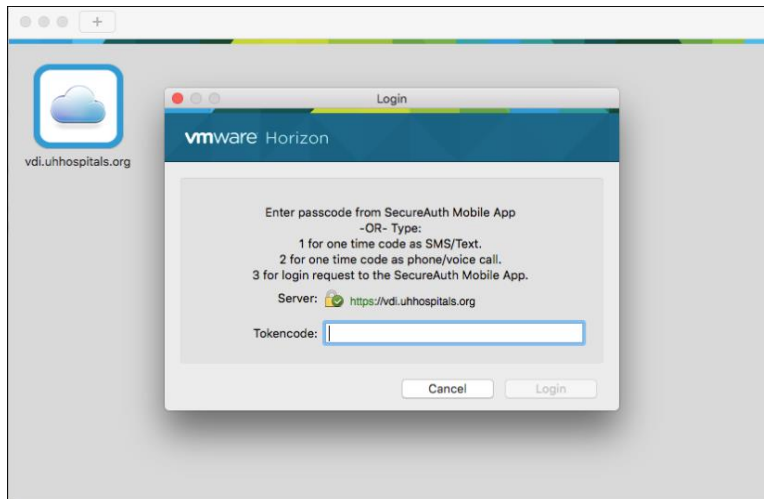 +
Login
vmware Horizon
vdi.uhhospitals.org
Enter passcode from SecureAuth Mobile App
-OR- Type:
1 for one time code as SMS/Text.
2 for one time code as phone/voice call.
3 for login request to the SecureAuth Mobile App.
Server: https://vdi.uhhospitals.org
Tokencode:
Cancel Login